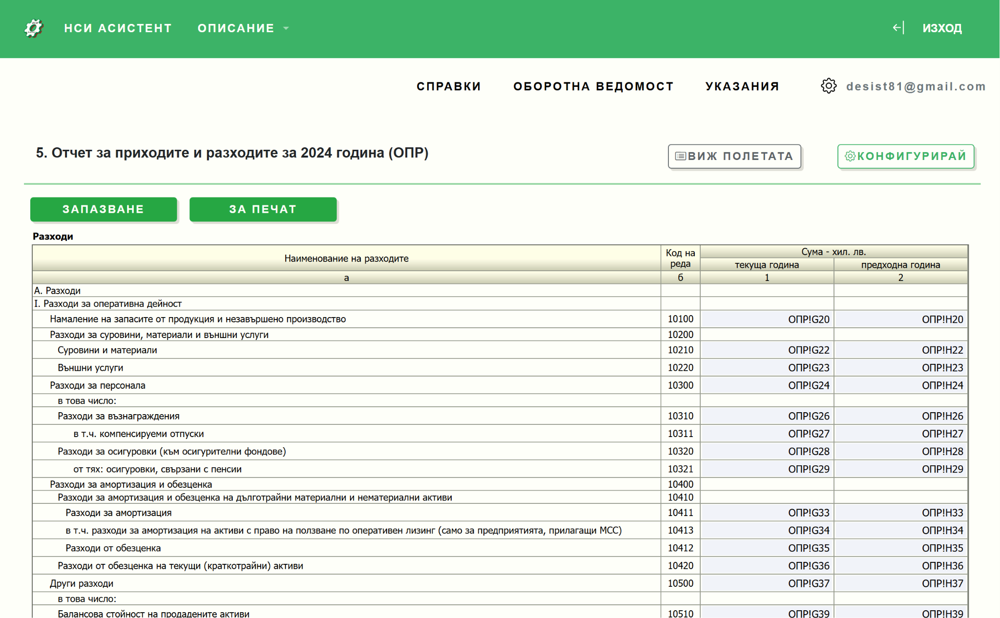 НСИ АСИСТЕНТ ОПИСАНИЕ ИЗХОД
СПРАВКИ ОБОРОТНА ВЕДОМОСТ УКАЗАНИЯ desist81@gmail.com
5. Отчет за приходите и разходите за 2024 година (ОПР) ВИЖ ПОЛЕТАТА КОНФИГУРИРАЙ
ЗАПАЗВАНЕ ЗА ПЕЧАТ
Разходи
Наименование на разходите Код на реда Сума - хил. лв.
текуща година предходна година
а б 1 2
А. Разходи
I. Разходи за оперативна дейност
Намаление на запасите от продукция и незавършено производство 10100 ОПР!G20 ОПР!H20
Разходи за суровини, материали и външни услуги 10200
Суровини и материали 10210 ОПР!G22 ОПР!H22
Външни услуги 10220 ОПР!G23 ОПР!H23
Разходи за персонала 10300 ОПР!G24 ОПР!H24
в това число:
Разходи за възнаграждения 10310 ОПР!G26 ОПР!H26
в т.ч. компенсируеми отпуски 10311 ОПР!G27 ОПР!H27
Разходи за осигуровки (към осигурителни фондове) 10320 ОПР!G28 ОПР!H28
от тях: осигуровки, свързани с пенсии 10321 ОПР!G29 ОПР!H29
Разходи за амортизация и обезценка 10400
Разходи за амортизация и обезценка на дълготрайни материални и нематериални активи 10410
Разходи за амортизация 10411 ОПР!G33 ОПР!H33
в т.ч. разходи за амортизация на активи с право на ползване по оперативен лизинг (само за предприятията, прилагащи МСС) 10413 ОПР!G34 ОПР!H34
Разходи от обезценка 10412 ОПР!G35 ОПР!H35
Разходи от обезценка на текущи (краткотрайни) активи 10420 ОПР!G36 ОПР!H36
Други разходи 10500 ОПР!G37 ОПР!H37
в това число:
Балансова стойност на продадените активи 10510 ОПР!G39 ОПР!H39